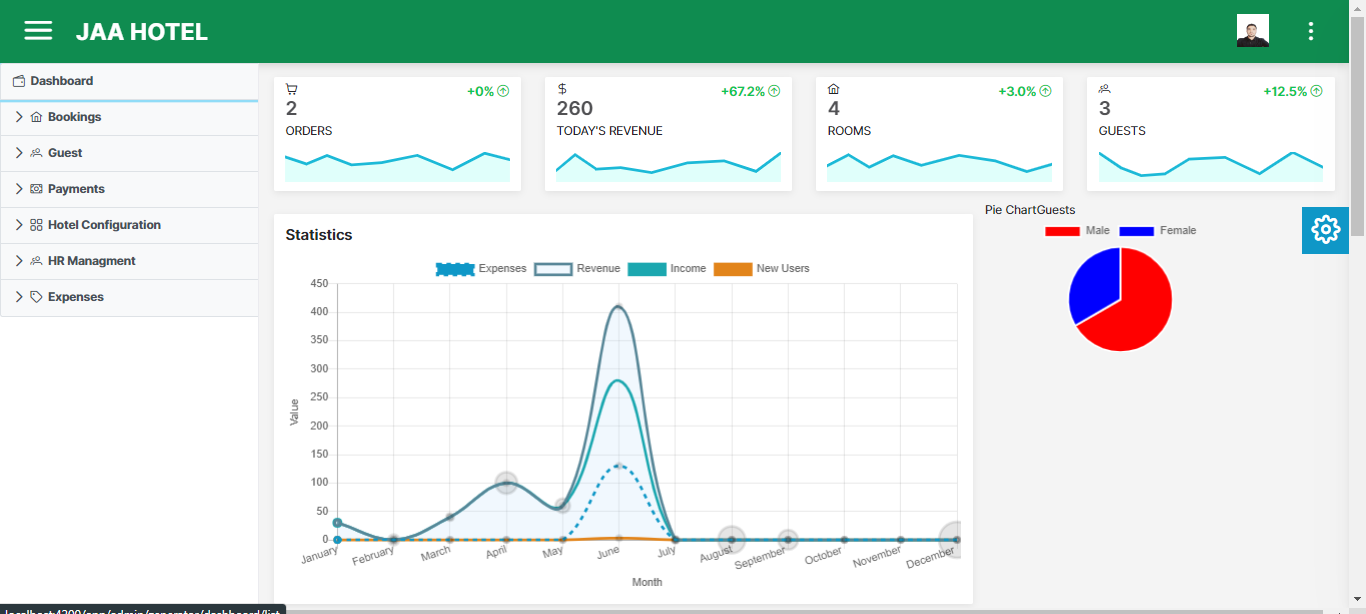 JAA HOTEL
Dashboard
Bookings
Guest
Payments
Hotel Configuration
HR Managment
Expenses
+0%
2
ORDERS
+67.2%
260
TODAY'S REVENUE
+3.0%
4
ROOMS
+12.5%
3
GUESTS
Statistics
Expenses Revenue Income New Users
450
400
350
300
250
200
150
100
50
0
Value
January February March April May June July August September October November December
Month
Pie ChartGuests
Male Female
localhost:4200/app/admin/generator/dashboard/list